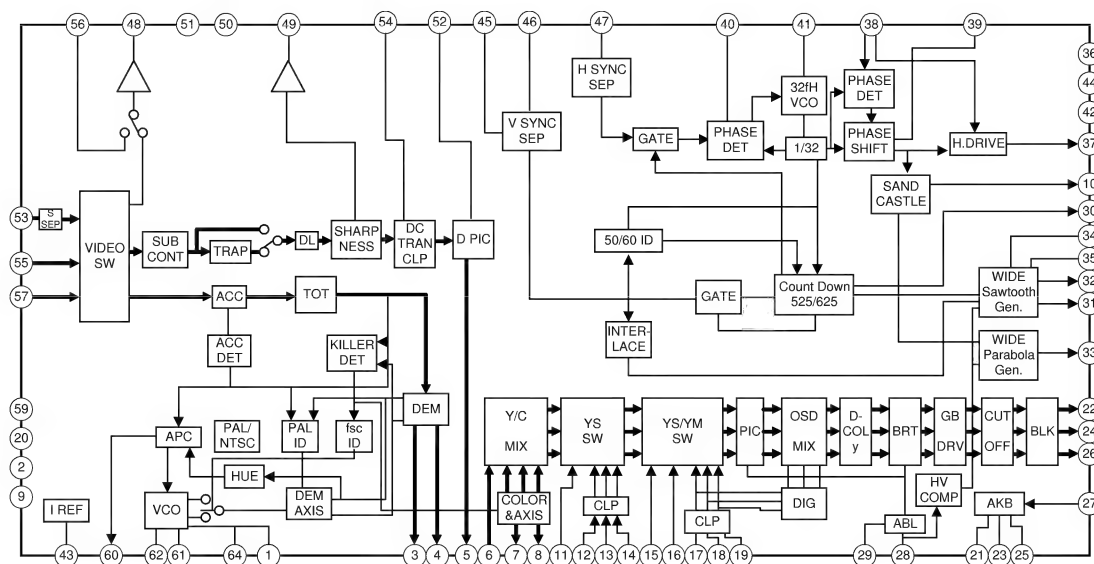 56 48 51 50 49 54 52 45 46 47 40 41 38 39
36
44
42
37
10
30
34
35
32
31
33
22
24
26
27
53
55
57
59
20
2
9
H SYNC
SEP
V SYNC
SEP
GATE
PHASE
DET
32fH
VCO
1/32
PHASE
DET
PHASE
SHIFT
H.DRIVE
SAND
CASTLE
S
SEP
VIDEO
SW
SUB
CONT
TRAP
DL
SHARP
NESS
DC
TRAN
CLP
D PIC
50/60 ID
GATE
Count Down
525/625
WIDE
Sawtooth
Gen.
INTER-
LACE
WIDE
Parabola
Gen.
ACC
TOT
ACC
DET
KILLER
DET
DEM
APC
PAL/
NTSC
PAL
ID
fsc
ID
HUE
VCO
DEM
AXIS
I REF
Y/C
MIX
YS
SW
YS/YM
SW
PIC
OSD
MIX
D-
COL
y
BRT
GB
DRV
CUT
OFF
BLK
COLOR
&AXIS
CLP
CLP
DIG
ABL
HV
COMP
AKB
43 60 62 61 64 1 3 4 5 6 7 8 11 12 13 14 15 16 17 18 19 29 28 21 23 25